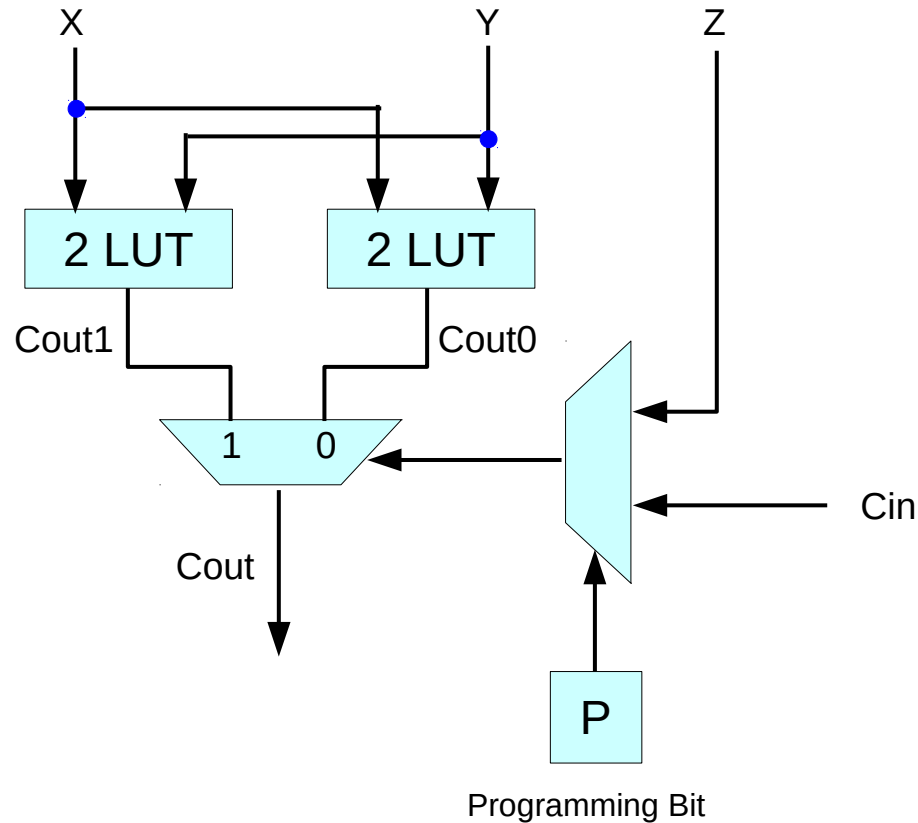 X
Y
Z
2 LUT
2 LUT
Cout1
Cout0
1
0
Cin
Cout
P
Programming Bit